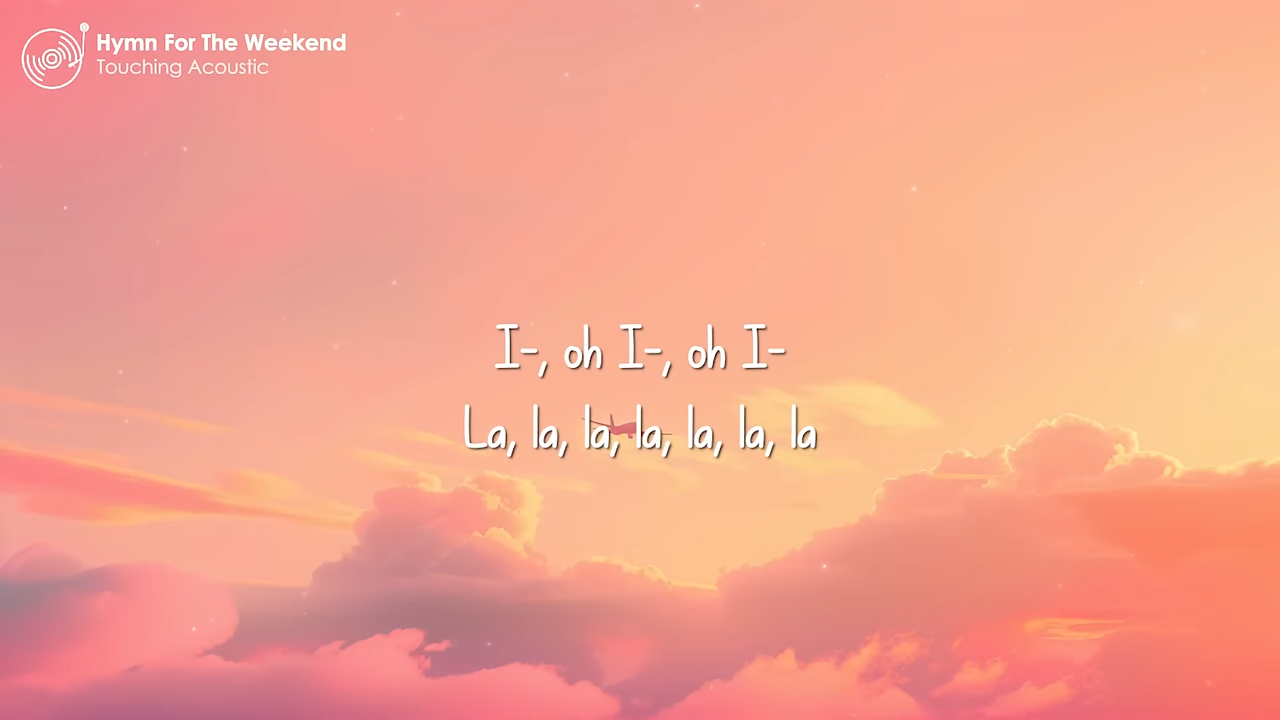 Hymn For The Weekend
Touching Acoustic
I-, oh I-, oh I-
La, la, la, la, la, la, la